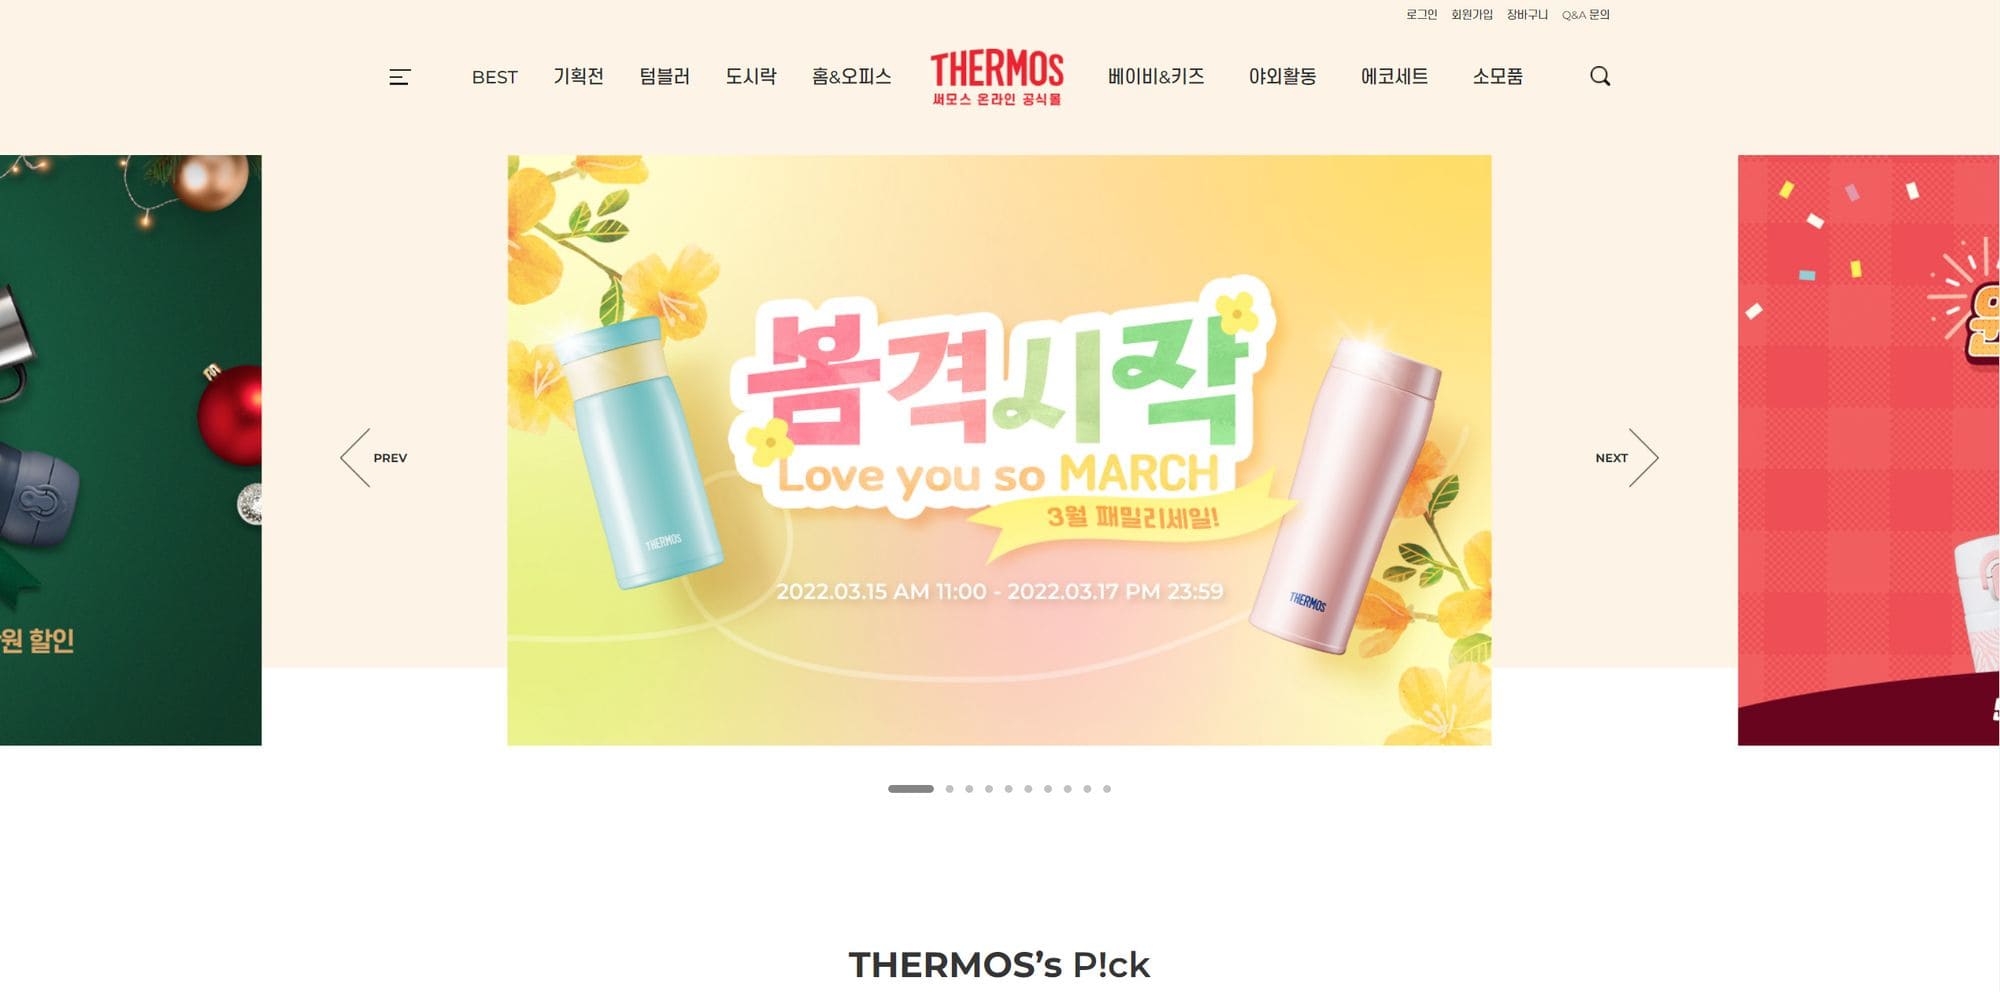 로그인 회원가입 장바구니 Q&A 문의
BEST 기획전 텀블러 도시락 홈&오피스
THERMOS
써모스 온라인 공식몰
베이비&키즈 야외활동 에코세트 소모품
원 할인
PREV
봄격시작
Love you so MARCH
3월 패밀리세일!
2022.03.15 AM 11:00 - 2022.03.17 PM 23:59
THERMOS
THERMOS
NEXT
THERMOS's P!ck